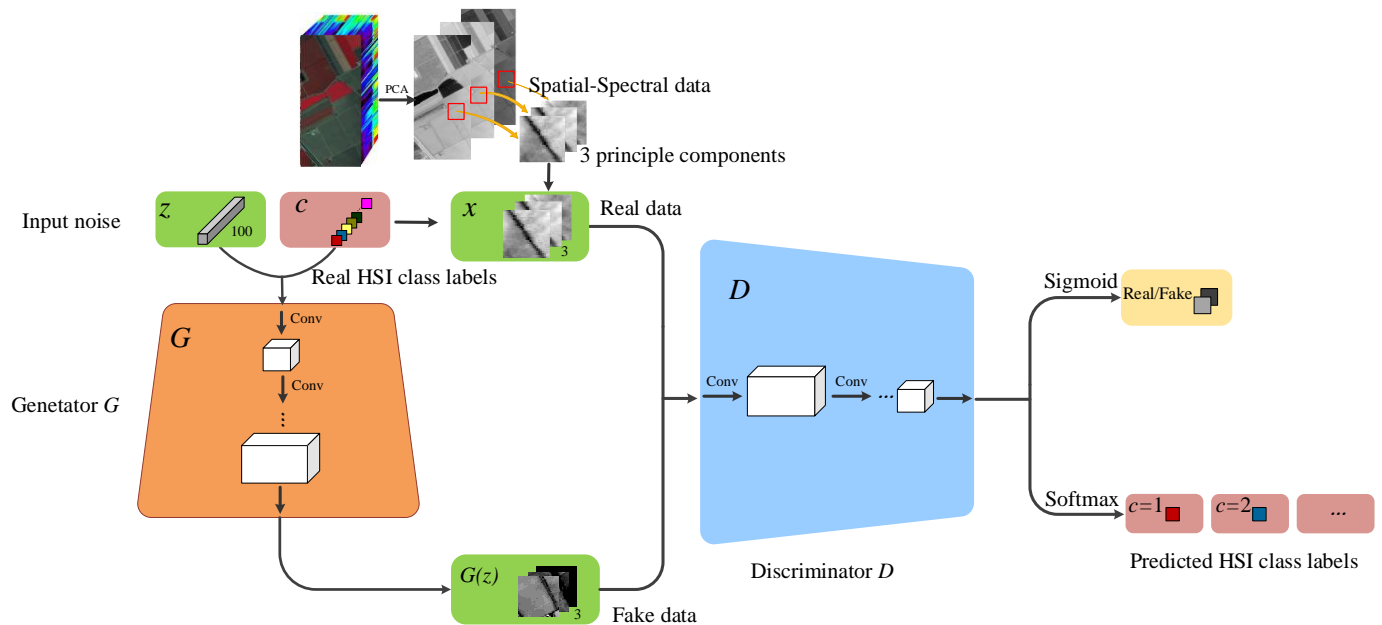 PCA
Spatial-Spectral data
3 principle components
Input noise
z
100
c
x
3
Real data
Real HSI class labels
G
Conv
Conv
...
Genetator G
G(z)
3
Fake data
D
Conv
Conv
...
Discriminator D
Sigmoid
Real/Fake
Softmax
c=1
c=2
...
Predicted HSI class labels